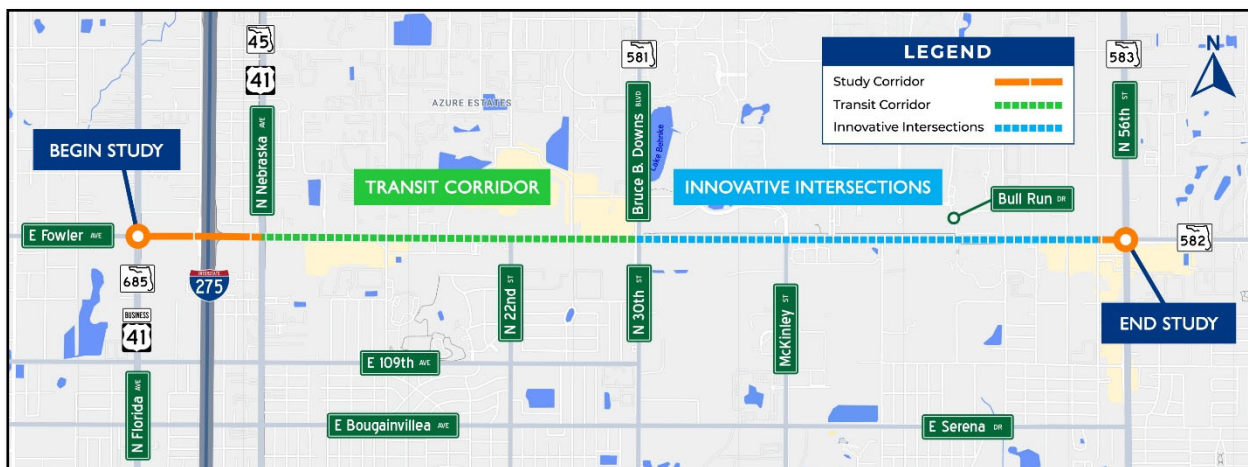 45
41
N Nebraska AVE
581
Bruce B. Downs BLVD
LEGEND
Study Corridor
Transit Corridor
Innovative Intersections
583
N 56th ST
N
AZURE ESTATES
Lake Behnke
BEGIN STUDY
TRANSIT CORRIDOR
INNOVATIVE INTERSECTIONS
Bull Run DR
E Fowler AVE
582
685
INTERSTATE
275
BUSINESS
41
N Florida AVE
N 22nd ST
N 30th ST
McKinley ST
END STUDY
E 109th AVE
E Bougainvillea AVE
E Serena DR